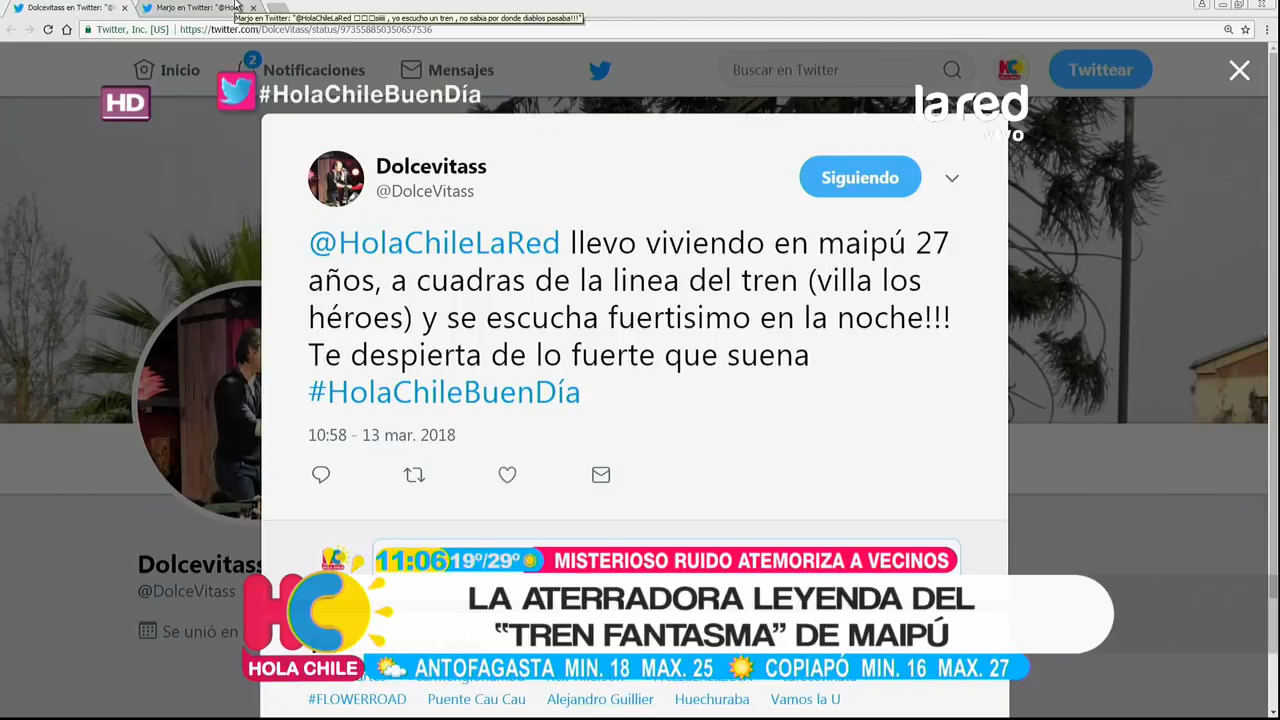 Dolcevitass en Twitter: "@
Marjo en Twitter: "@Hol
Marjo en Twitter: "@HolaChileLaRed □□□siiiii , yo escucho un tren , no sabia por donde diablos pasaba!!!"
Twitter, Inc. [US] https://twitter.com/DolceVitass/status/973558850350657536
Inicio
2
Notificaciones
Mensajes
Buscar en Twitter
HC
Twittear
HD
#HolaChileBuenDía
la red
VIVO
Dolcevitass
@DolceVitass
Siguiendo
@HolaChileLaRed llevo viviendo en maipú 27
años, a cuadras de la linea del tren (villa los
héroes) y se escucha fuertisimo en la noche!!!
Te despierta de lo fuerte que suena
#HolaChileBuenDía
10:58 - 13 mar. 2018
Dolcevitass
@DolceVitass
Se unió en
11:06 19º/29º MISTERIOSO RUIDO ATEMORIZA A VECINOS
HC
LA ATERRADORA LEYENDA DEL
“TREN FANTASMA” DE MAIPÚ
HOLA CHILE
ANTOFAGASTA MIN. 18 MAX. 25 COPIAPÓ MIN. 16 MAX. 27
#FLOWERROAD Puente Cau Cau Alejandro Guillier Huechuraba Vamos la U